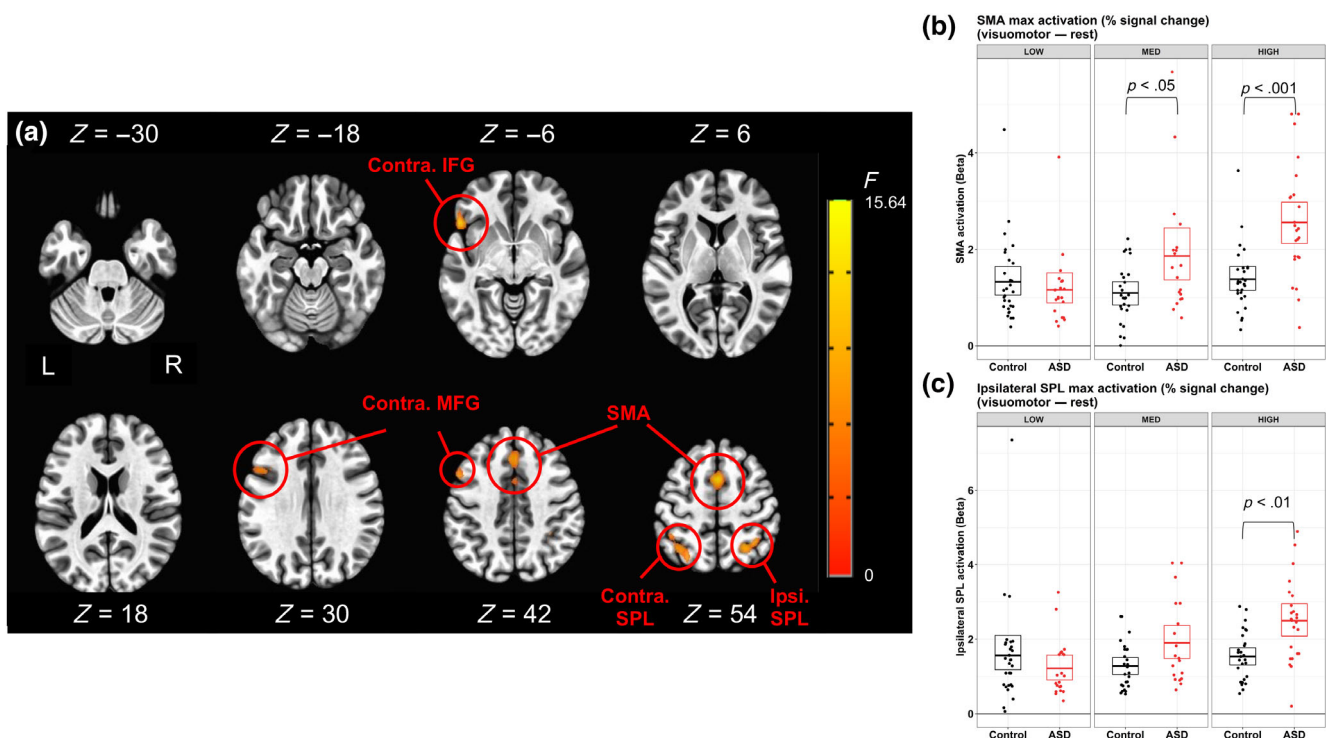 (a)
Z = –30
Z = –18
Z = –6
Z = 6
Contra. IFG
F
15.64
L
R
Contra. MFG
SMA
0
Contra.
SPL
Ipsi.
SPL
Z = 18
Z = 30
Z = 42
Z = 54
(b)
SMA max activation (% signal change)
(visuomotor — rest)
LOW
MED
HIGH
p < .05
p < .001
4
2
0
SMA activation (Beta)
Control
ASD
Control
ASD
Control
ASD
(c)
Ipsilateral SPL max activation (% signal change)
(visuomotor — rest)
LOW
MED
HIGH
p < .01
6
4
2
0
Ipsilateral SPL activation (Beta)
Control
ASD
Control
ASD
Control
ASD